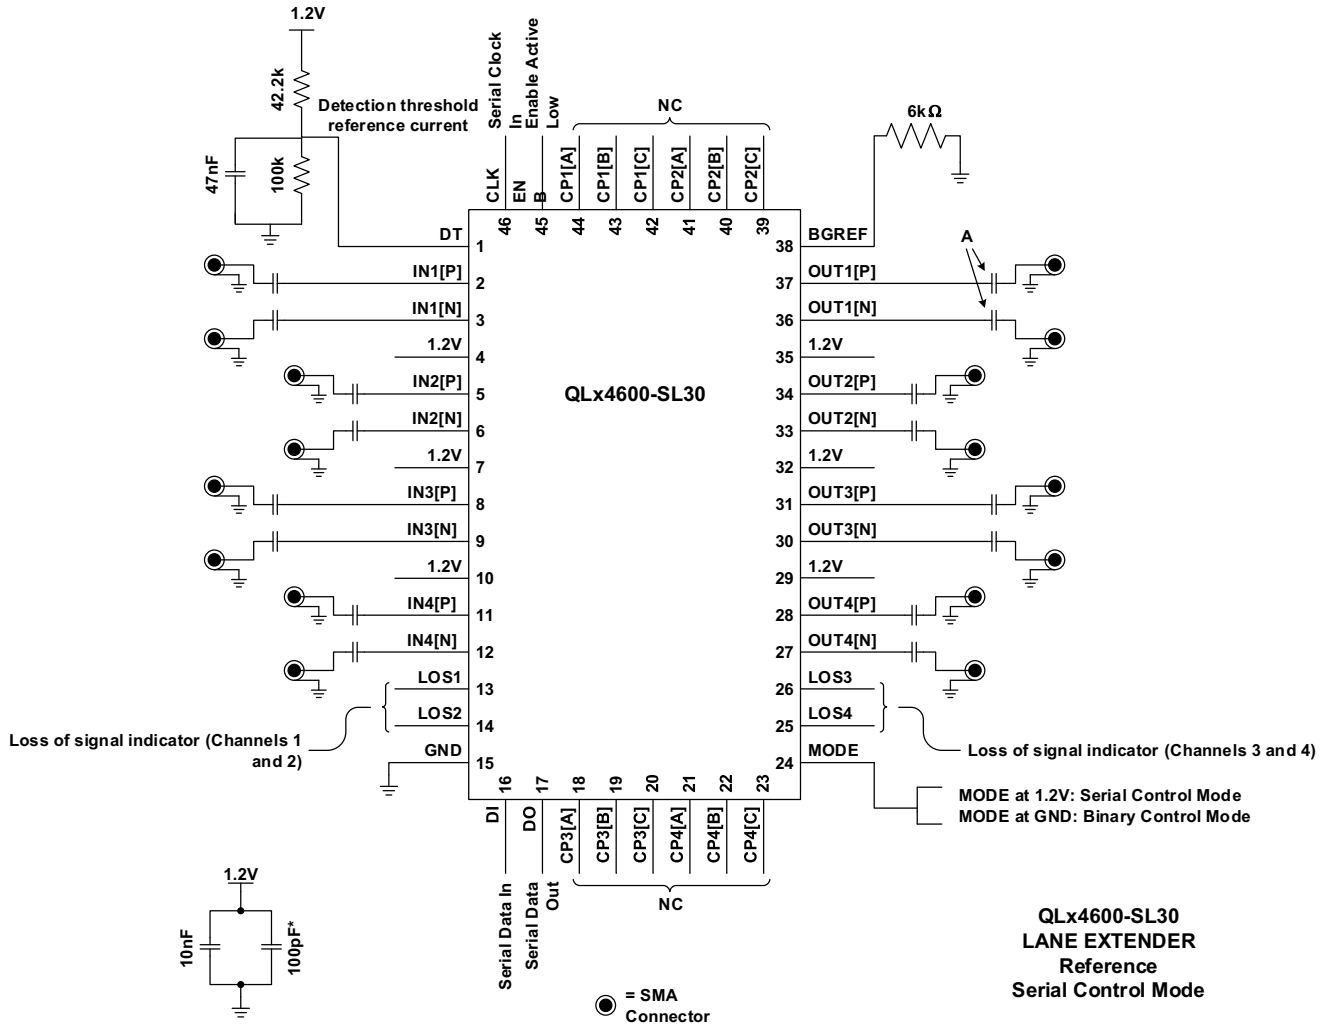 1.2V
42.2k
Detection threshold
reference current
47nF
100k
Serial Clock
In
Enable Active
Low
NC
6kΩ
CLK
EN
B
CP1[A]
CP1[B]
CP1[C]
CP2[A]
CP2[B]
CP2[C]
46
45
44
43
42
41
40
39
DT
1
IN1[P]
2
IN1[N]
3
1.2V
4
IN2[P]
5
IN2[N]
6
1.2V
7
IN3[P]
8
IN3[N]
9
1.2V
10
IN4[P]
11
IN4[N]
12
LOS1
13
LOS2
14
GND
15
QLx4600-SL30
38
BGREF
A
37
OUT1[P]
36
OUT1[N]
35
1.2V
34
OUT2[P]
33
OUT2[N]
32
1.2V
31
OUT3[P]
30
OUT3[N]
29
1.2V
28
OUT4[P]
27
OUT4[N]
26
LOS3
25
LOS4
24
MODE
Loss of signal indicator (Channels 1
and 2)
Loss of signal indicator (Channels 3 and 4)
MODE at 1.2V: Serial Control Mode
MODE at GND: Binary Control Mode
16
17
18
19
20
21
22
23
DI
DO
CP3[A]
CP3[B]
CP3[C]
CP4[A]
CP4[B]
CP4[C]
Serial Data In
Serial Data
Out
NC
1.2V
10nF
100pF*
= SMA
Connector
QLx4600-SL30
LANE EXTENDER
Reference
Serial Control Mode